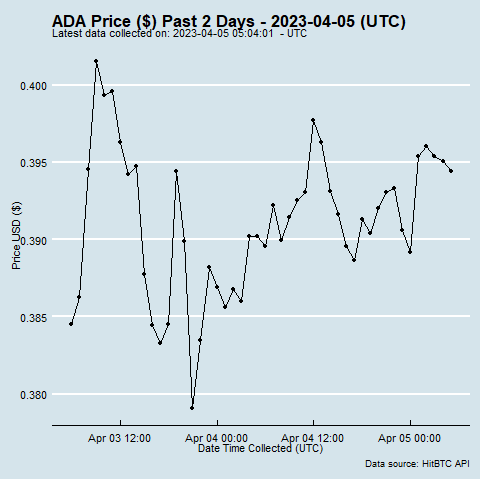 ADA Price ($) Past 2 Days - 2023-04-05 (UTC)
Latest data collected on: 2023-04-05 05:04:01 - UTC
0.400
0.395
0.390
0.385
0.380
Price USD ($)
Apr 03 12:00 Apr 04 00:00 Apr 04 12:00 Apr 05 00:00
Date Time Collected (UTC)
Data source: HitBTC API